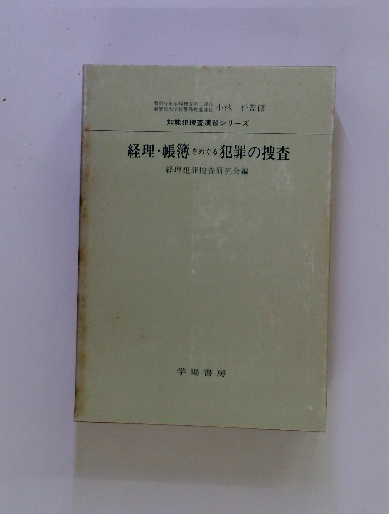 小林 監修
知能犯捜査演習シリーズ
経理・帳簿をめぐる犯罪の捜査
経理犯罪捜査研究会編
学陽書房